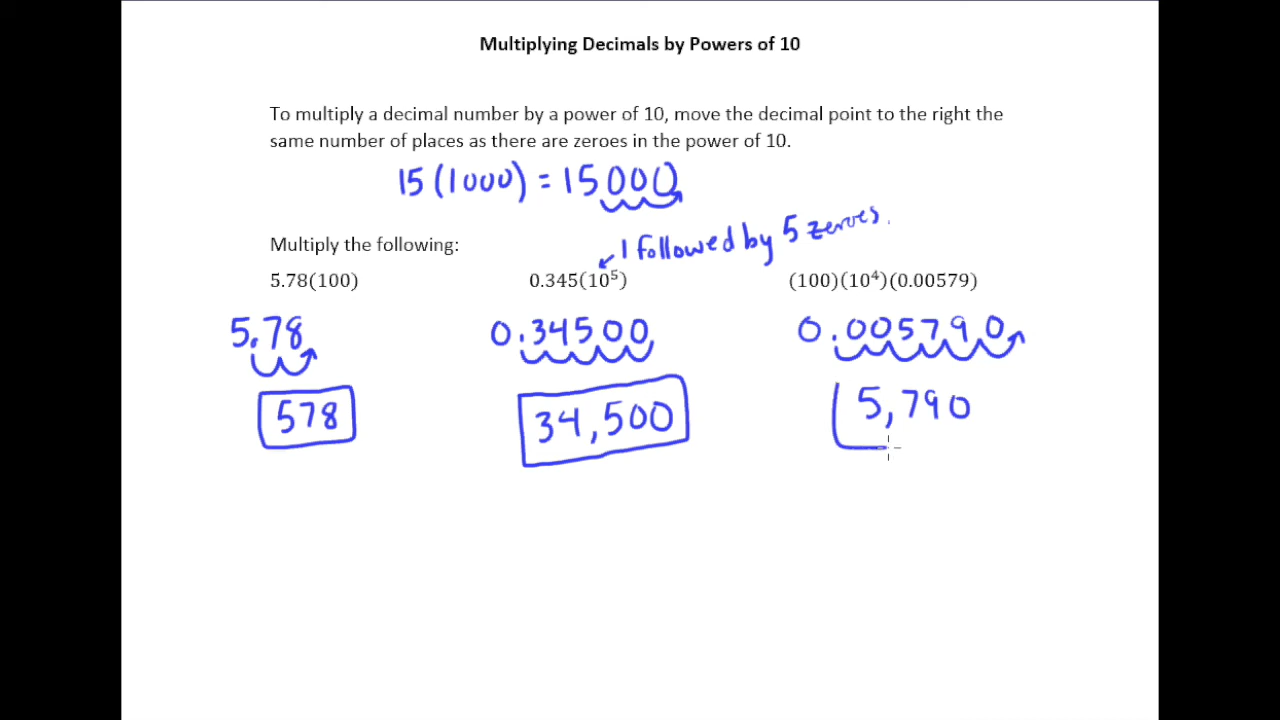 Multiplying Decimals by Powers of 10
To multiply a decimal number by a power of 10, move the decimal point to the right the
same number of places as there are zeroes in the power of 10.
15(1000) = 15000
1 followed by 5 zeroes.
Multiply the following:
5.78(100) 0.345(10⁵) (100)(10⁴)(0.00579)
5.78 0.34500 0.005790
578 34,500 5,790